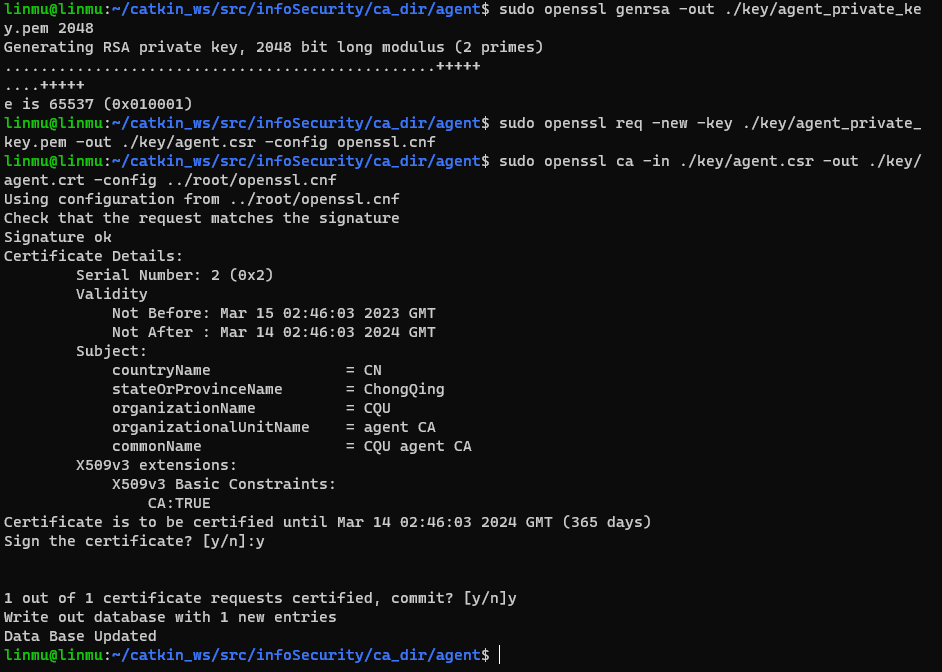 linmu@linmu:~/catkin_ws/src/infoSecurity/ca_dir/agent$ sudo openssl genrsa -out ./key/agent_private_ke
y.pem 2048
Generating RSA private key, 2048 bit long modulus (2 primes)
................................................+++++
....+++++
e is 65537 (0x010001)
linmu@linmu:~/catkin_ws/src/infoSecurity/ca_dir/agent$ sudo openssl req -new -key ./key/agent_private_
key.pem -out ./key/agent.csr -config openssl.cnf
linmu@linmu:~/catkin_ws/src/infoSecurity/ca_dir/agent$ sudo openssl ca -in ./key/agent.csr -out ./key/
agent.crt -config ../root/openssl.cnf
Using configuration from ../root/openssl.cnf
Check that the request matches the signature
Signature ok
Certificate Details:
        Serial Number: 2 (0x2)
        Validity
            Not Before: Mar 15 02:46:03 2023 GMT
            Not After : Mar 14 02:46:03 2024 GMT
        Subject:
            countryName               = CN
            stateOrProvinceName       = ChongQing
            organizationName          = CQU
            organizationalUnitName    = agent CA
            commonName                = CQU agent CA
        X509v3 extensions:
            X509v3 Basic Constraints:
                CA:TRUE
Certificate is to be certified until Mar 14 02:46:03 2024 GMT (365 days)
Sign the certificate? [y/n]:y
1 out of 1 certificate requests certified, commit? [y/n]y
Write out database with 1 new entries
Data Base Updated
linmu@linmu:~/catkin_ws/src/infoSecurity/ca_dir/agent$